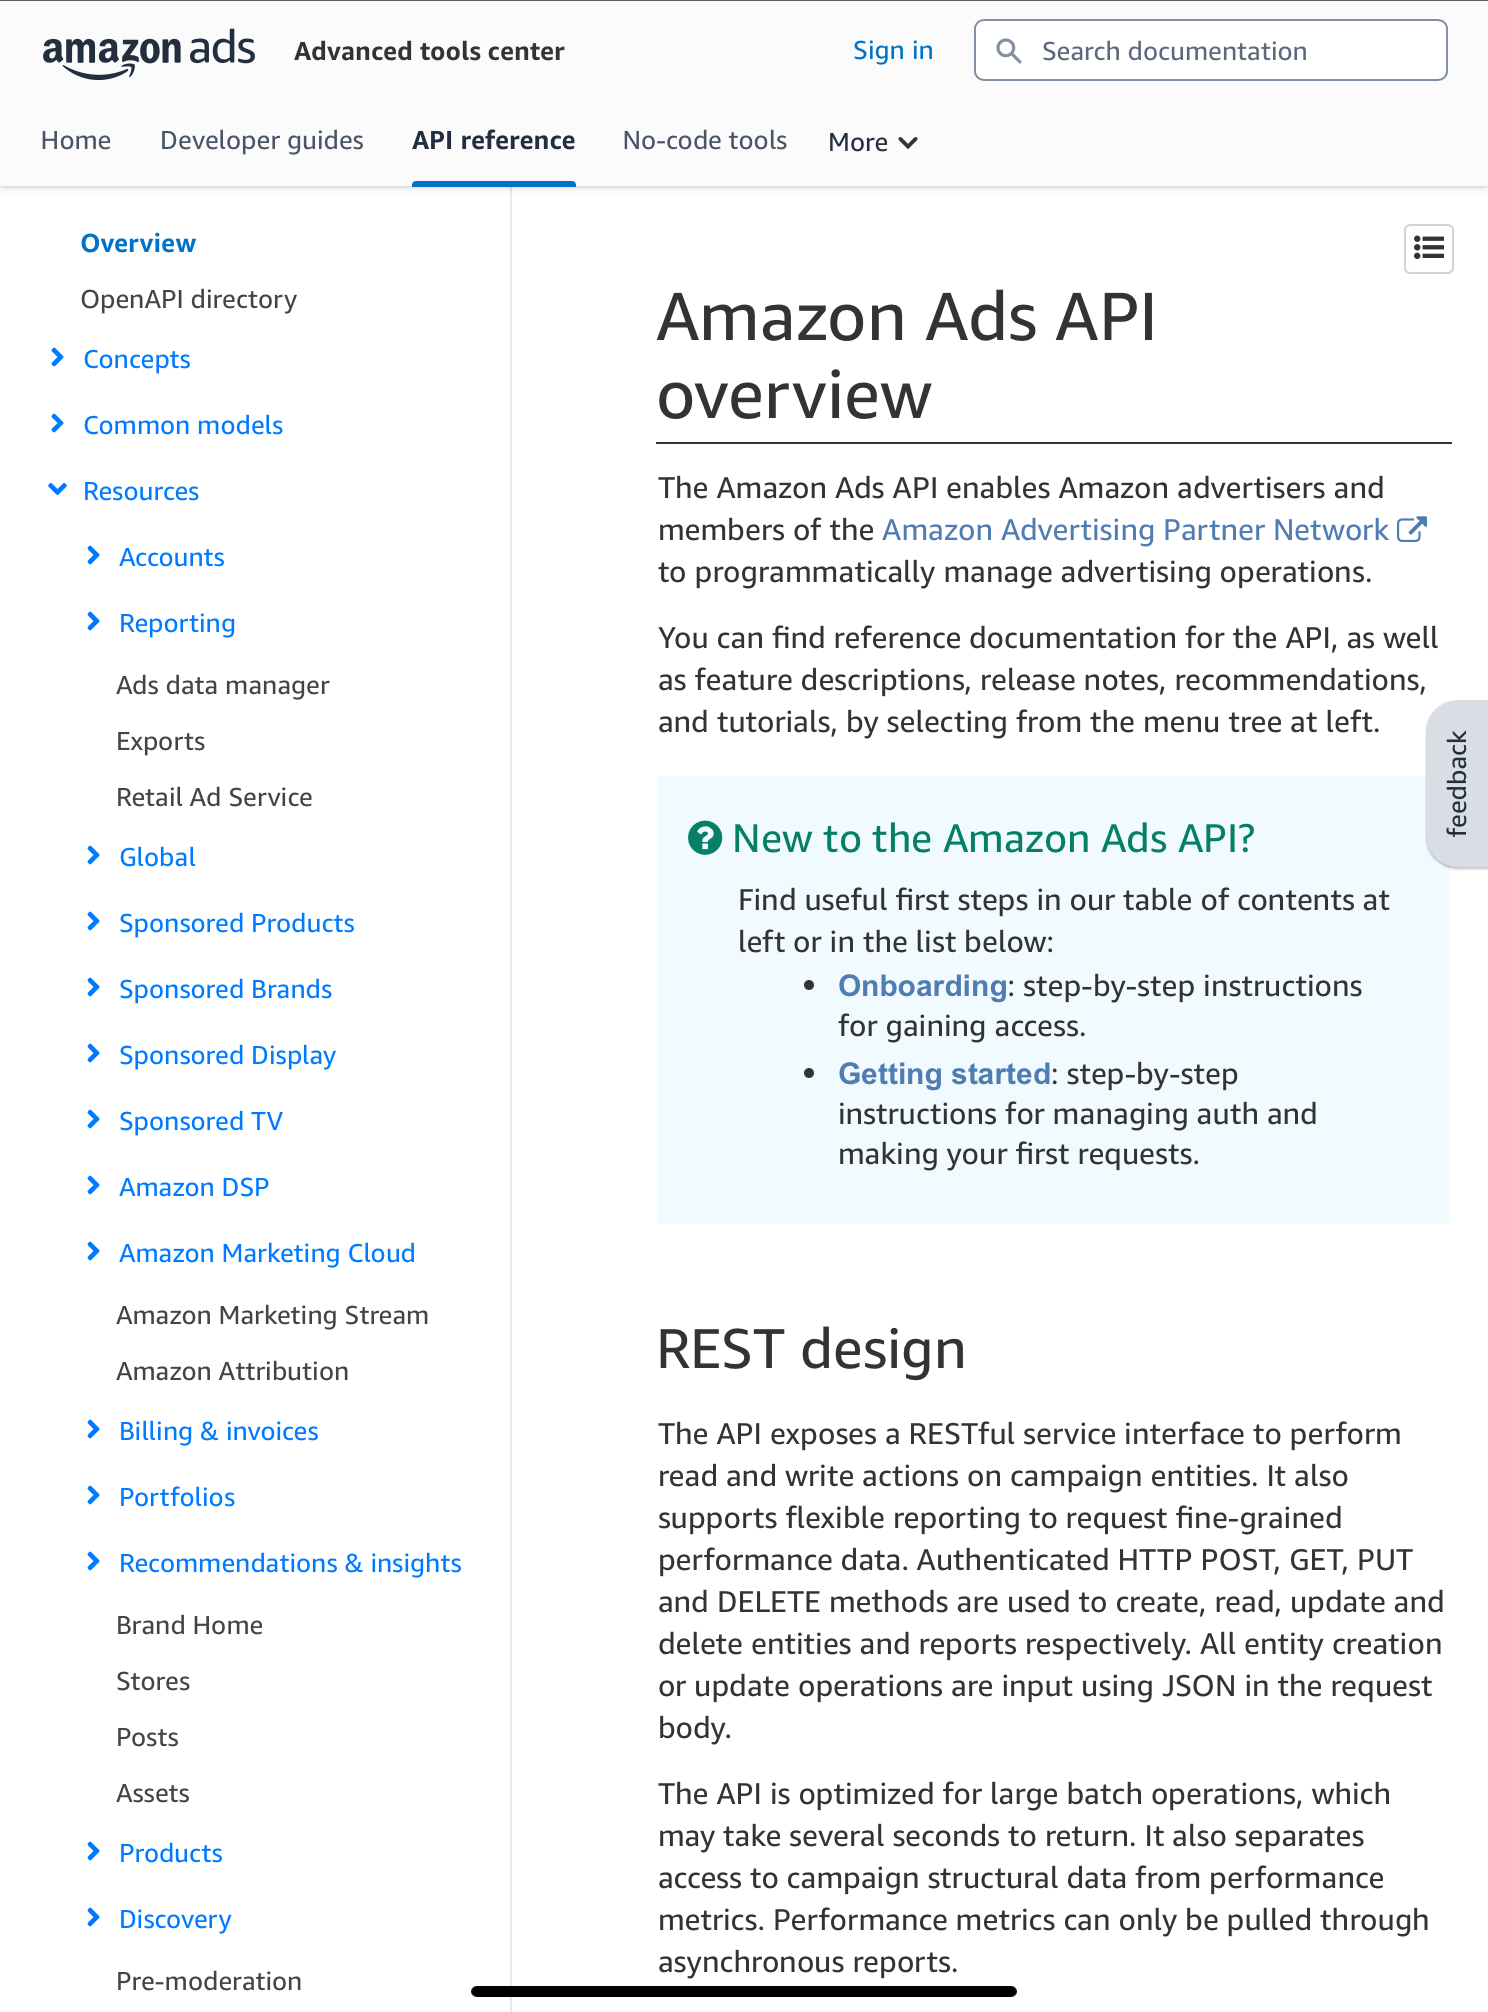 amazon ads
Advanced tools center
Sign in
Search documentation
Home
Developer guides
API reference
No-code tools
More
Overview
OpenAPI directory
Concepts
Common models
Resources
Accounts
Reporting
Ads data manager
Exports
Retail Ad Service
Global
Sponsored Products
Sponsored Brands
Sponsored Display
Sponsored TV
Amazon DSP
Amazon Marketing Cloud
Amazon Marketing Stream
Amazon Attribution
Billing & invoices
Portfolios
Recommendations & insights
Brand Home
Stores
Posts
Assets
Products
Discovery
Pre-moderation
Amazon Ads API
overview
The Amazon Ads API enables Amazon advertisers and
members of the Amazon Advertising Partner Network
to programmatically manage advertising operations.
You can find reference documentation for the API, as well
as feature descriptions, release notes, recommendations,
and tutorials, by selecting from the menu tree at left.
feedback
New to the Amazon Ads API?
Find useful first steps in our table of contents at
left or in the list below:
• Onboarding: step-by-step instructions
for gaining access.
• Getting started: step-by-step
instructions for managing auth and
making your first requests.
REST design
The API exposes a RESTful service interface to perform
read and write actions on campaign entities. It also
supports flexible reporting to request fine-grained
performance data. Authenticated HTTP POST, GET, PUT
and DELETE methods are used to create, read, update and
delete entities and reports respectively. All entity creation
or update operations are input using JSON in the request
body.
The API is optimized for large batch operations, which
may take several seconds to return. It also separates
access to campaign structural data from performance
metrics. Performance metrics can only be pulled through
asynchronous reports.